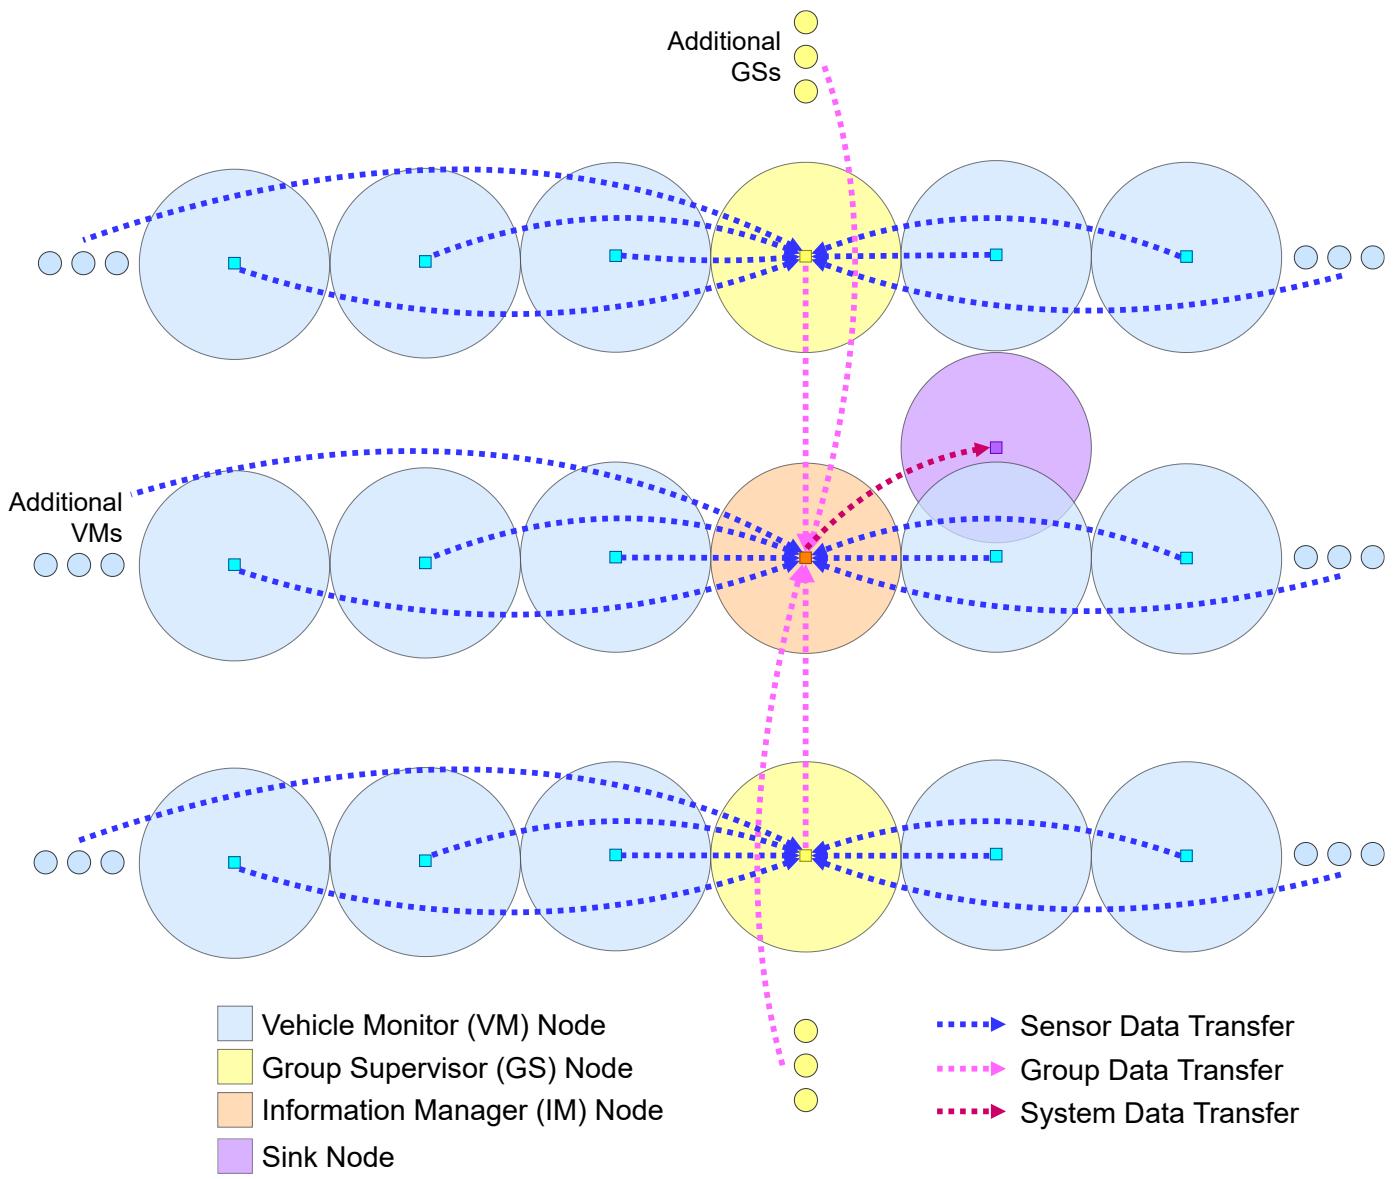 Additional
GSs
Additional
VMs
Vehicle Monitor (VM) Node
Group Supervisor (GS) Node
Information Manager (IM) Node
Sink Node
Sensor Data Transfer
Group Data Transfer
System Data Transfer